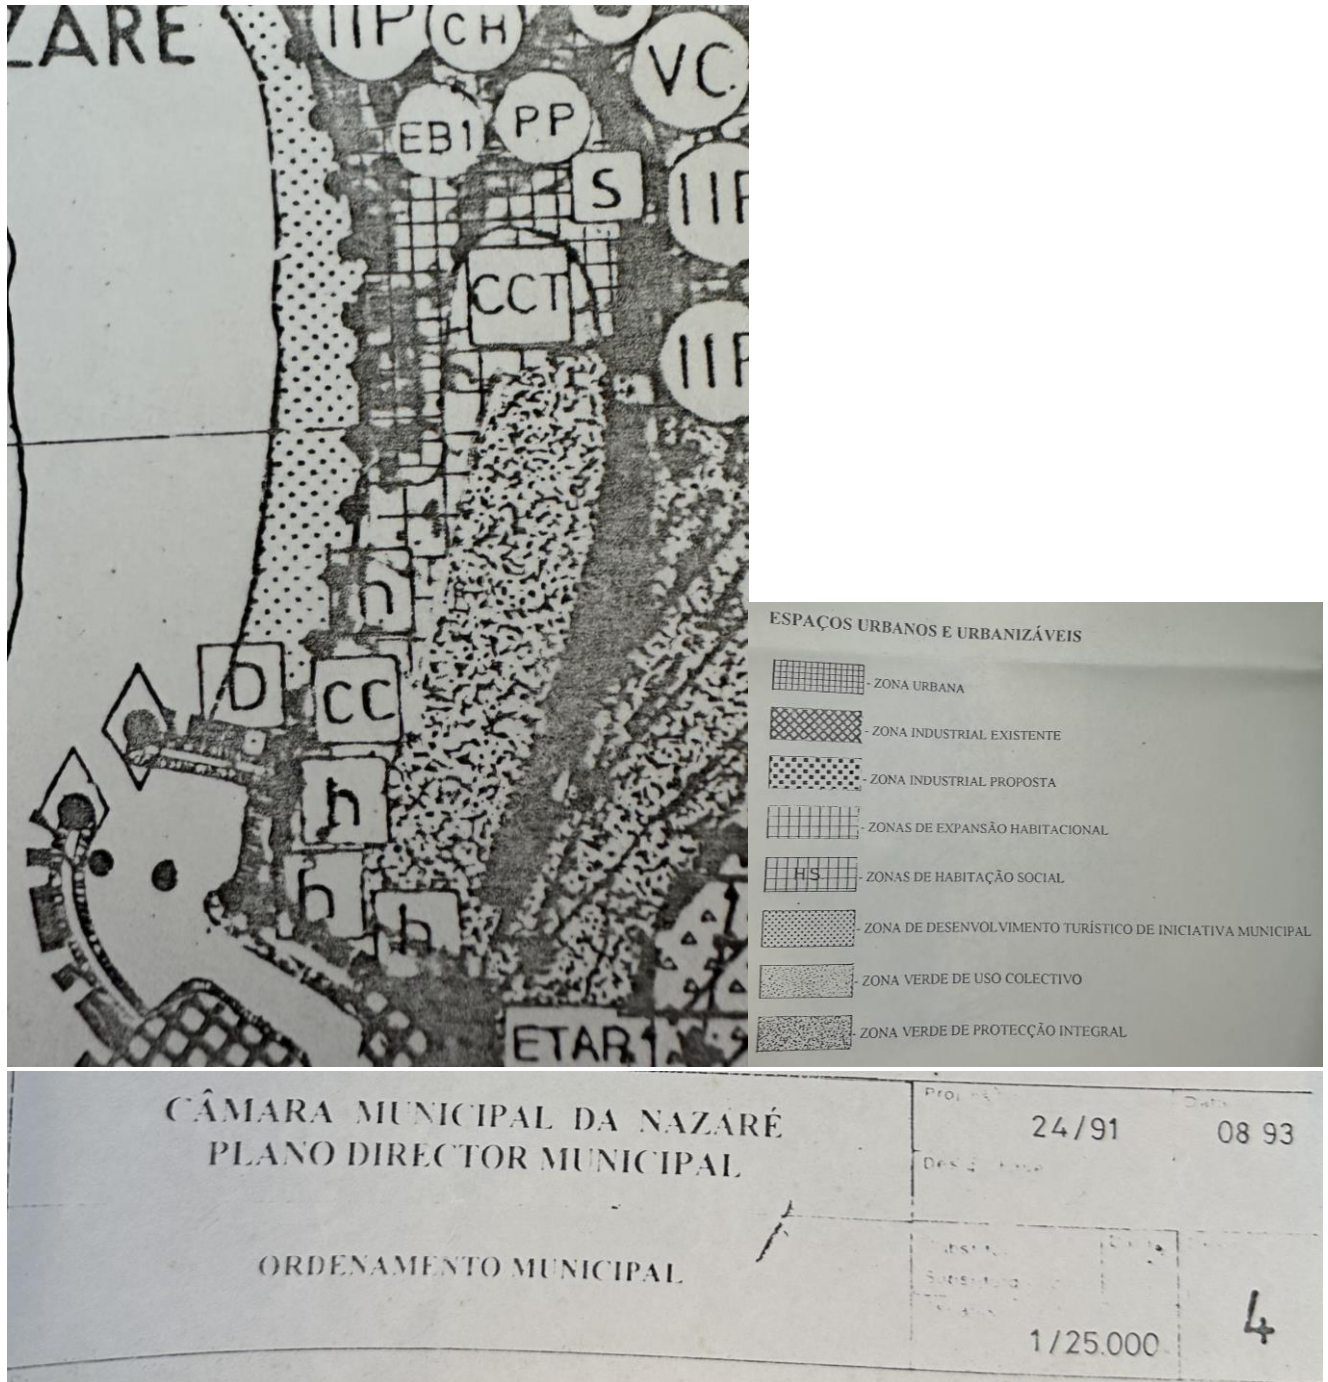 ZARE
IIP
CH
VC
EB1
PP
S
IIP
CCT
IIP
h
D
CC
h
h
h
ETAR
ESPAÇOS URBANOS E URBANIZÁVEIS
- ZONA URBANA
- ZONA INDUSTRIAL EXISTENTE
- ZONA INDUSTRIAL PROPOSTA
- ZONAS DE EXPANSÃO HABITACIONAL
HS - ZONAS DE HABITAÇÃO SOCIAL
- ZONA DE DESENVOLVIMENTO TURÍSTICO DE INICIATIVA MUNICIPAL
- ZONA VERDE DE USO COLECTIVO
- ZONA VERDE DE PROTECÇÃO INTEGRAL
CÂMARA MUNICIPAL DA NAZARÉ
PLANO DIRECTOR MUNICIPAL
ORDENAMENTO MUNICIPAL
24/91
Data
08 93
1/25.000
4